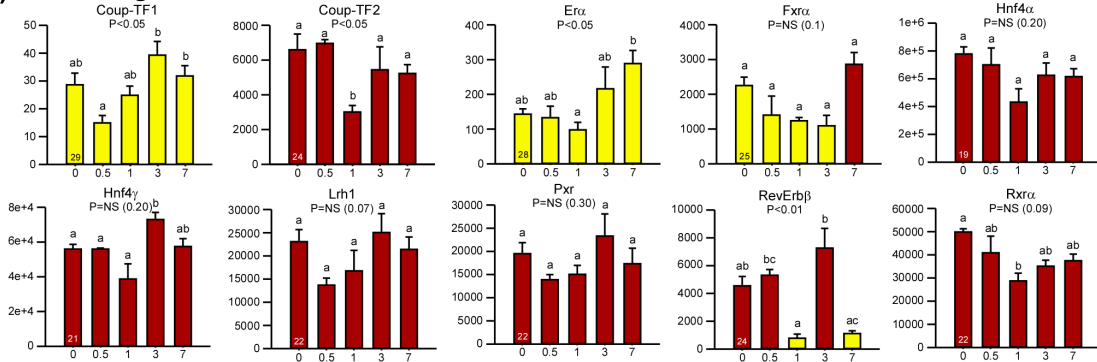 Coup-TF1
P<0.05
50
40
30
20
10
0
ab
a
ab
b
b
29
0 0.5 1 3 7
Coup-TF2
P<0.05
8000
6000
4000
2000
0
a
a
b
a
a
24
0 0.5 1 3 7
Erα
P<0.05
400
300
200
100
0
ab
ab
a
ab
b
28
0 0.5 1 3 7
Fxrα
P=NS (0.1)
4000
3000
2000
1000
0
a
a
a
a
a
25
0 0.5 1 3 7
Hnf4α
P=NS (0.20)
1e+6
8e+5
6e+5
4e+5
2e+5
0
a
a
a
a
a
19
0 0.5 1 3 7
Hnf4γ
P=NS (0.20)
8e+4
6e+4
4e+4
2e+4
0
a
a
a
b
ab
21
0 0.5 1 3 7
Lrh1
P=NS (0.07)
30000
25000
20000
15000
10000
5000
0
a
a
a
a
a
22
0 0.5 1 3 7
Pxr
P=NS (0.30)
30000
25000
20000
15000
10000
5000
0
a
a
a
a
a
22
0 0.5 1 3 7
RevErbβ
P<0.01
10000
8000
6000
4000
2000
0
ab
bc
a
b
ac
24
0 0.5 1 3 7
Rxrα
P=NS (0.09)
60000
50000
40000
30000
20000
10000
0
a
ab
b
ab
ab
22
0 0.5 1 3 7